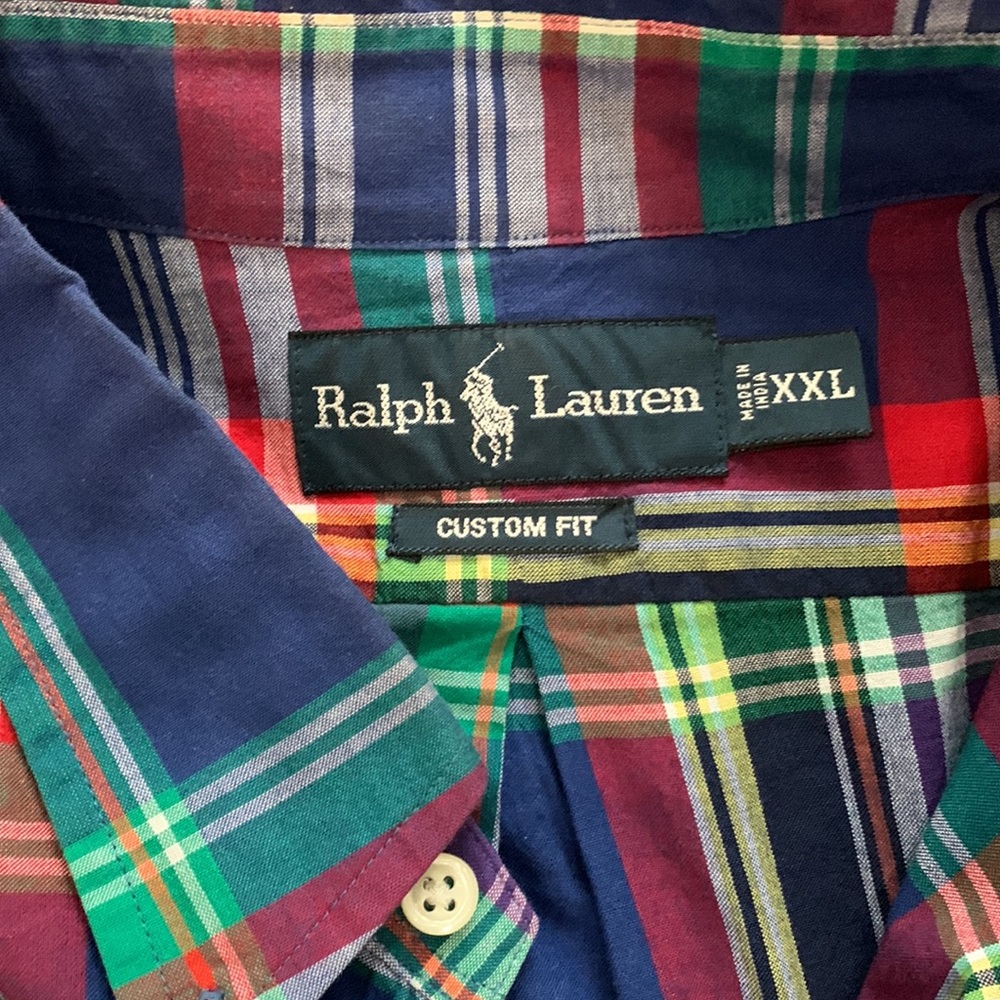 Ralph Lauren
MADE IN
INDIA
XXL
CUSTOM FIT